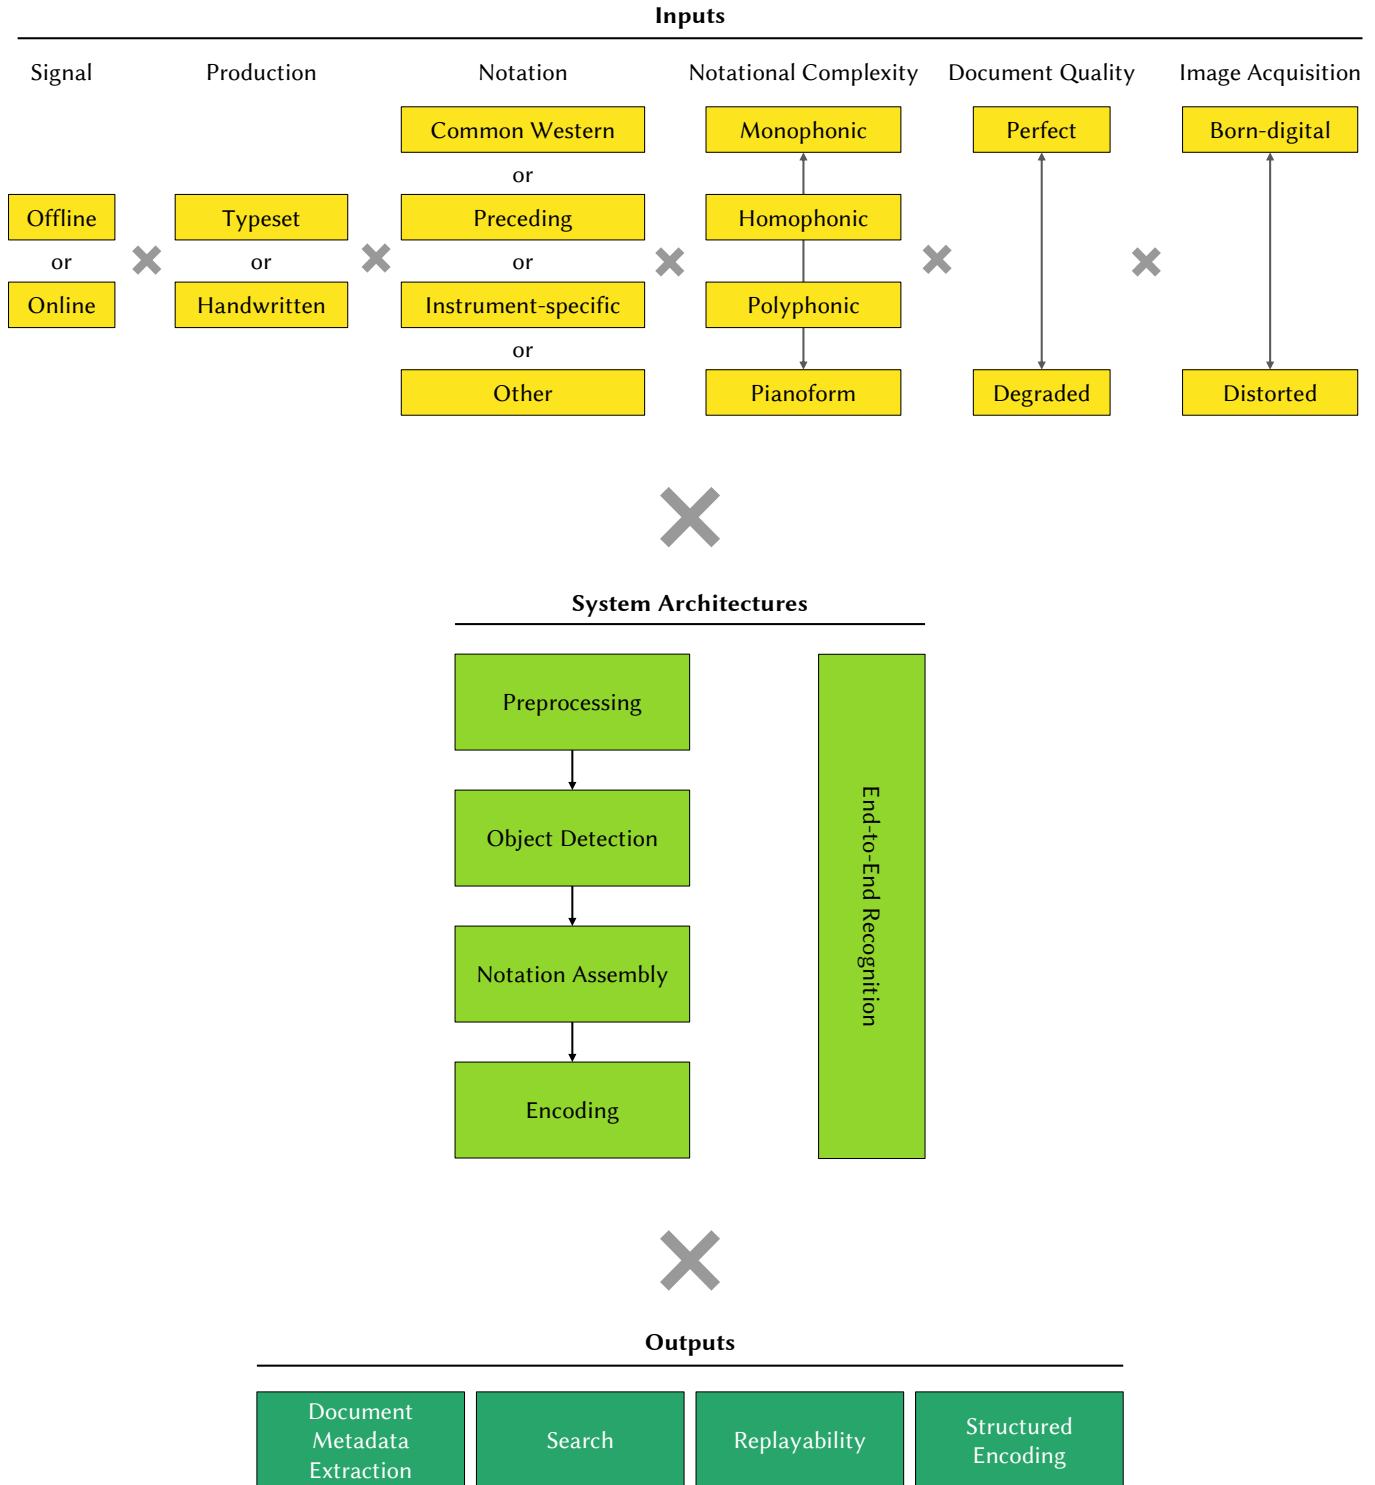 Inputs
Signal
Production
Notation
Notational Complexity
Document Quality
Image Acquisition
Offline
or
Online
Typeset
or
Handwritten
Common Western
or
Preceding
or
Instrument-specific
or
Other
Monophonic
Homophonic
Polyphonic
Pianoform
Perfect
Degraded
Born-digital
Distorted
System Architectures
Preprocessing
Object Detection
Notation Assembly
Encoding
End-to-End Recognition
Outputs
Document
Metadata
Extraction
Search
Replayability
Structured
Encoding